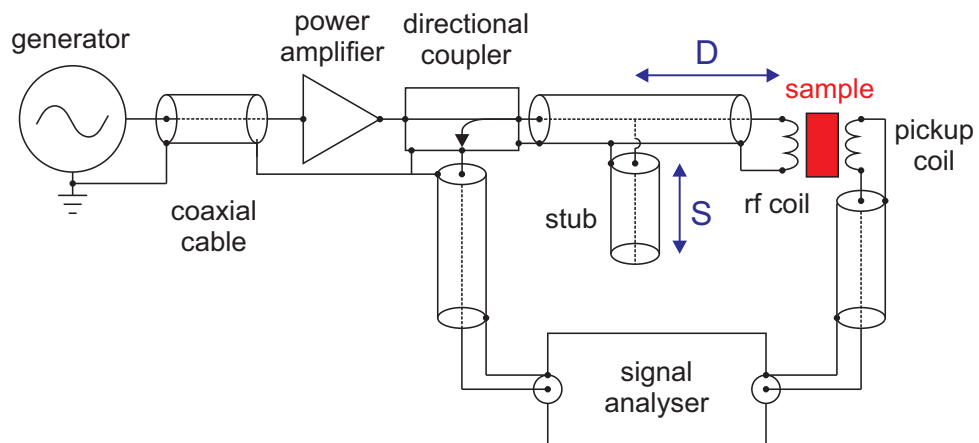 generator
power
amplifier
directional
coupler
D
sample
pickup
coil
coaxial
cable
stub
S
rf coil
signal
analyser